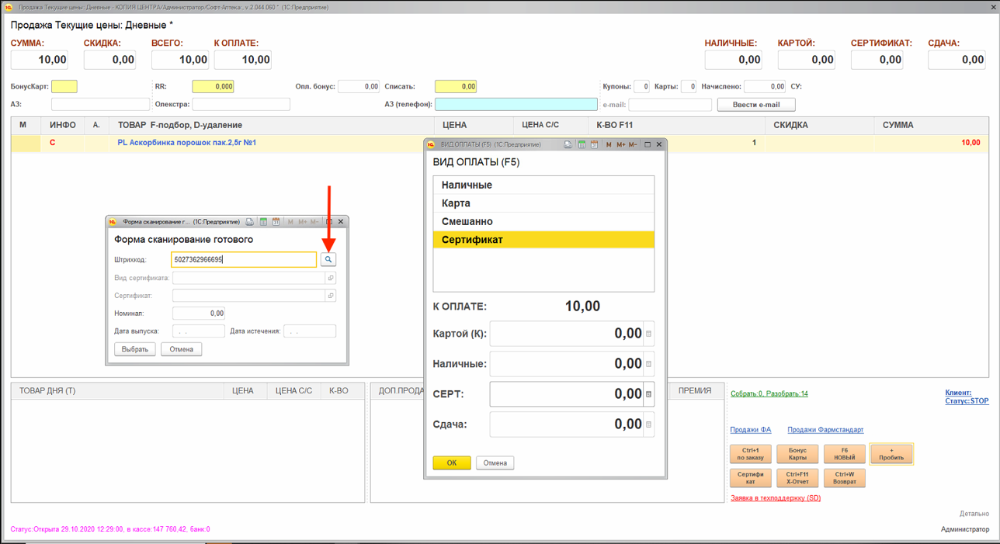 Продажа Текущие цены: Дневные - КОПИЯ ЦЕНТРА/Администратор/Софт-Аптека:, v.2.044.060 * (1С:Предприятие)
Продажа Текущие цены: Дневные *
СУММА: СКИДКА: ВСЕГО: К ОПЛАТЕ: НАЛИЧНЫЕ: КАРТОЙ: СЕРТИФИКАТ: СДАЧА:
10,00 0,00 10,00 10,00 0,00 0,00 0,00 0,00
БонусКарт: RR: 0,000 Опл. бонус: 0,00 Списать: 0,00 Купоны: 0 Карты: 0 Начислено: 0,00 СУ:
АЗ: Олекстра: АЗ (телефон): e-mail: Ввести e-mail
М ИНФО А. ТОВАР F-подбор, D-удаление ЦЕНА ЦЕНА С/С К-ВО F11 СКИДКА СУММА
С PL Аскорбинка порошок пак.2,5г №1 1 10,00
ВИД ОПЛАТЫ (F5) (1С:Предприятие) M M+ M-
ВИД ОПЛАТЫ (F5)
Наличные
Карта
Смешанно
Сертификат
К ОПЛАТЕ: 10,00
Картой (К): 0,00
Наличные: 0,00
СЕРТ: 0,00
Сдача: 0,00
ОК Отмена
Форма сканирование г... (1С:Предприятие) M M+ M-
Форма сканирование готового
Штрихкод: 5027362966695
Вид сертификата:
Сертификат:
Номинал: 0,00
Дата выпуска: . . Дата истечения: . .
Выбрать Отмена
ТОВАР ДНЯ (Т) ЦЕНА ЦЕНА С/С К-ВО ДОП.ПРОДА ПРЕМИЯ
Собрать:0, Разобрать:14
Клиент:
Статус:STOP
Продажи ФА Продажи Фармстандарт
Ctrl+1
по заказу
Бонус
Карты
F6
НОВЫЙ
+
Пробить
Сертифи
кат
Ctrl+F11
X-Отчет
Ctrl+W
Возврат
Заявка в техподдержку (SD)
Детально
Статус:Открыта 29.10.2020 12:29:00, в кассе:147 760,42, банк:0
Администратор